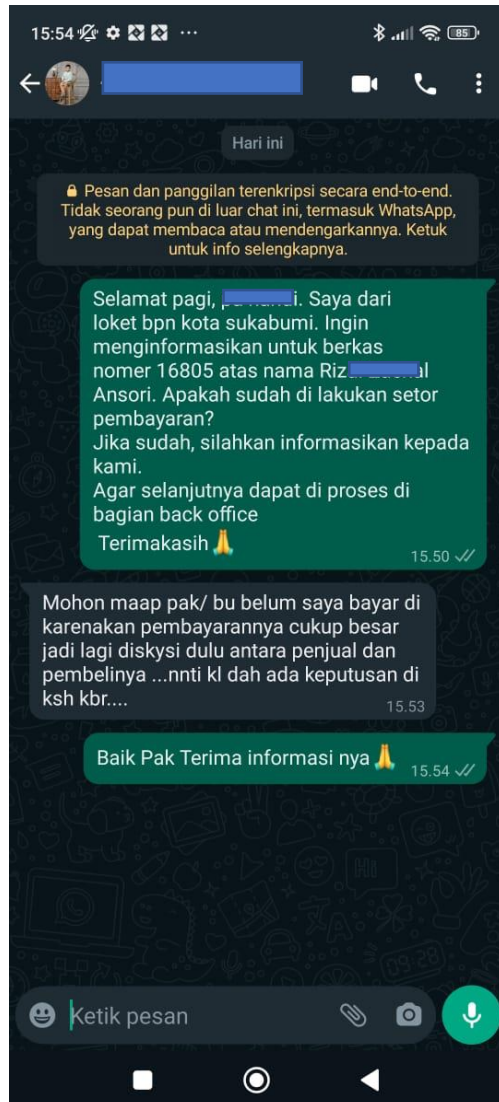 15:54
85
Hari ini
Pesan dan panggilan terenkripsi secara end-to-end.
Tidak seorang pun di luar chat ini, termasuk WhatsApp,
yang dapat membaca atau mendengarkannya. Ketuk
untuk info selengkapnya.
Selamat pagi, i. Saya dari
loket bpn kota sukabumi. Ingin
menginformasikan untuk berkas
nomer 16805 atas nama
Ansori. Apakah sudah di lakukan setor
pembayaran?
Jika sudah, silahkan informasikan kepada
kami.
Agar selanjutnya dapat di proses di
bagian back office
Terimakasih🙏
15.50
Mohon maap pak/ bu belum saya bayar di
karenakan pembayarannya cukup besar
jadi lagi diskysi dulu antara penjual dan
pembelinya ...nnti kl dah ada keputusan di
ksh kbr....
15.53
Baik Pak Terima informasi nya🙏
15.54
Ketik pesan